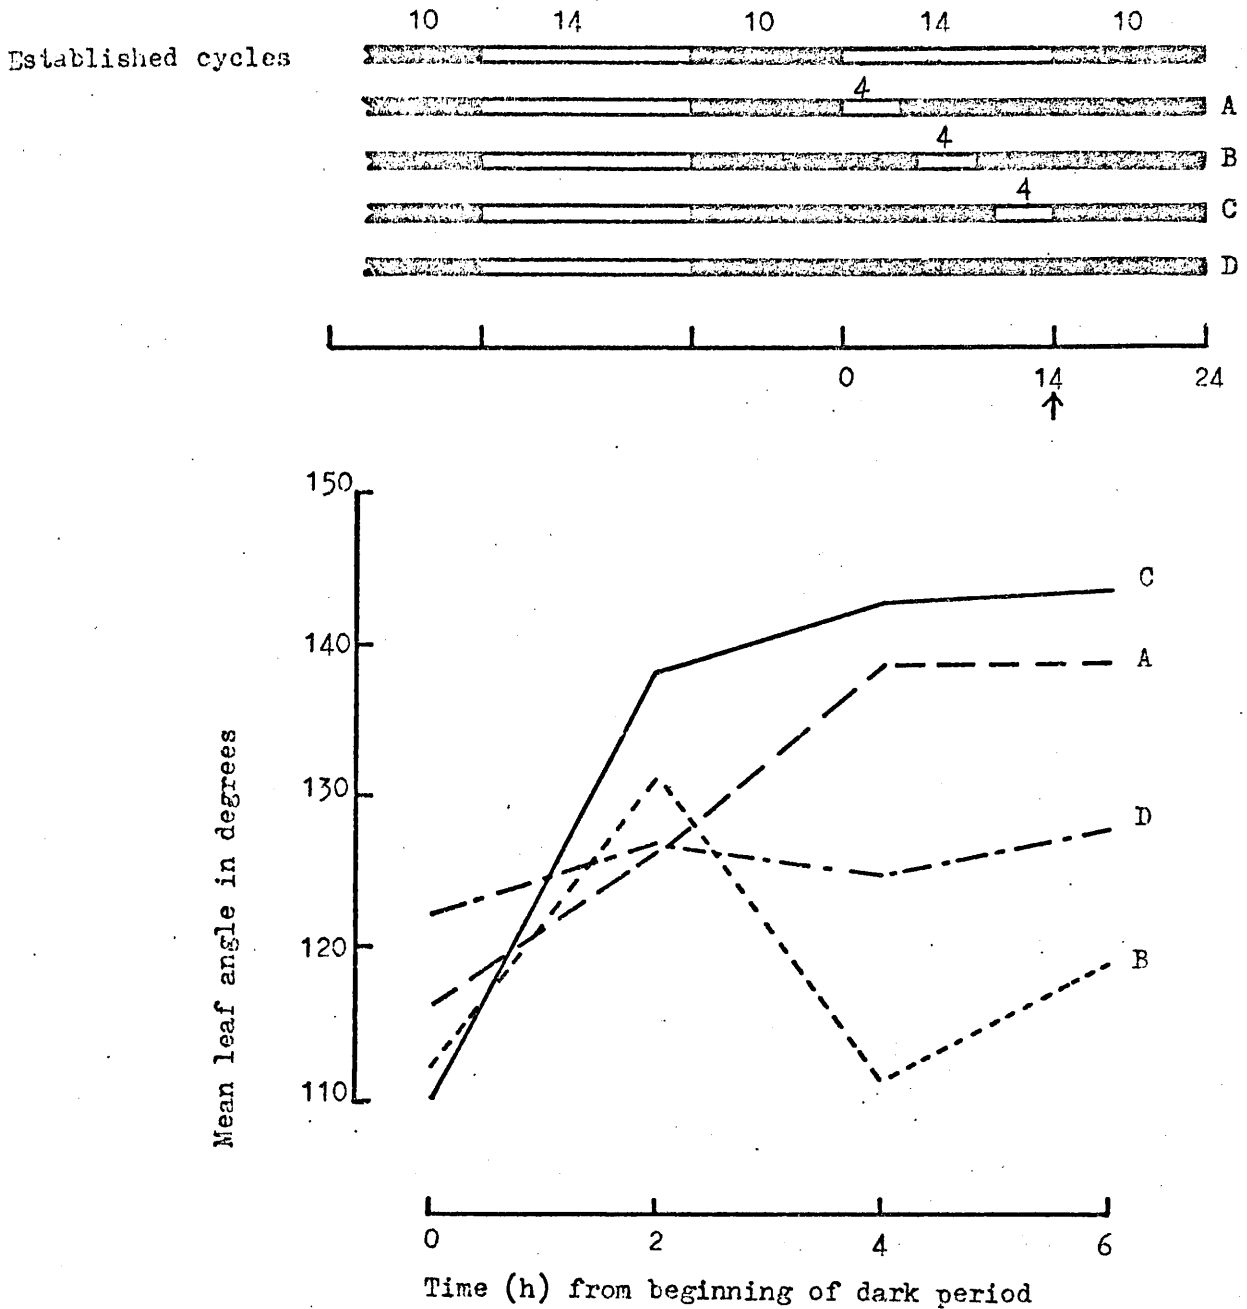 10 14 10 14 10
Established cycles
4
A
4
B
4
C
D
0 14 24
150
140
130
120
110
Mean leaf angle in degrees
C
A
D
B
0 2 4 6
Time (h) from beginning of dark period